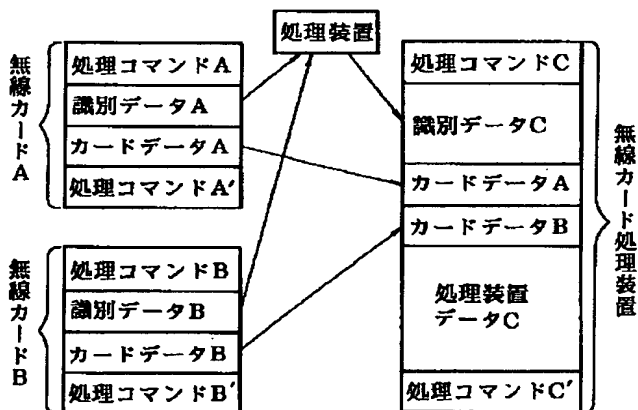 処理装置
無線カードA
処理コマンドA
識別データA
カードデータA
処理コマンドA′
無線カードB
処理コマンドB
識別データB
カードデータB
処理コマンドB′
処理コマンドC
識別データC
カードデータA
カードデータB
処理装置
データC
処理コマンドC′
無線カード処理装置